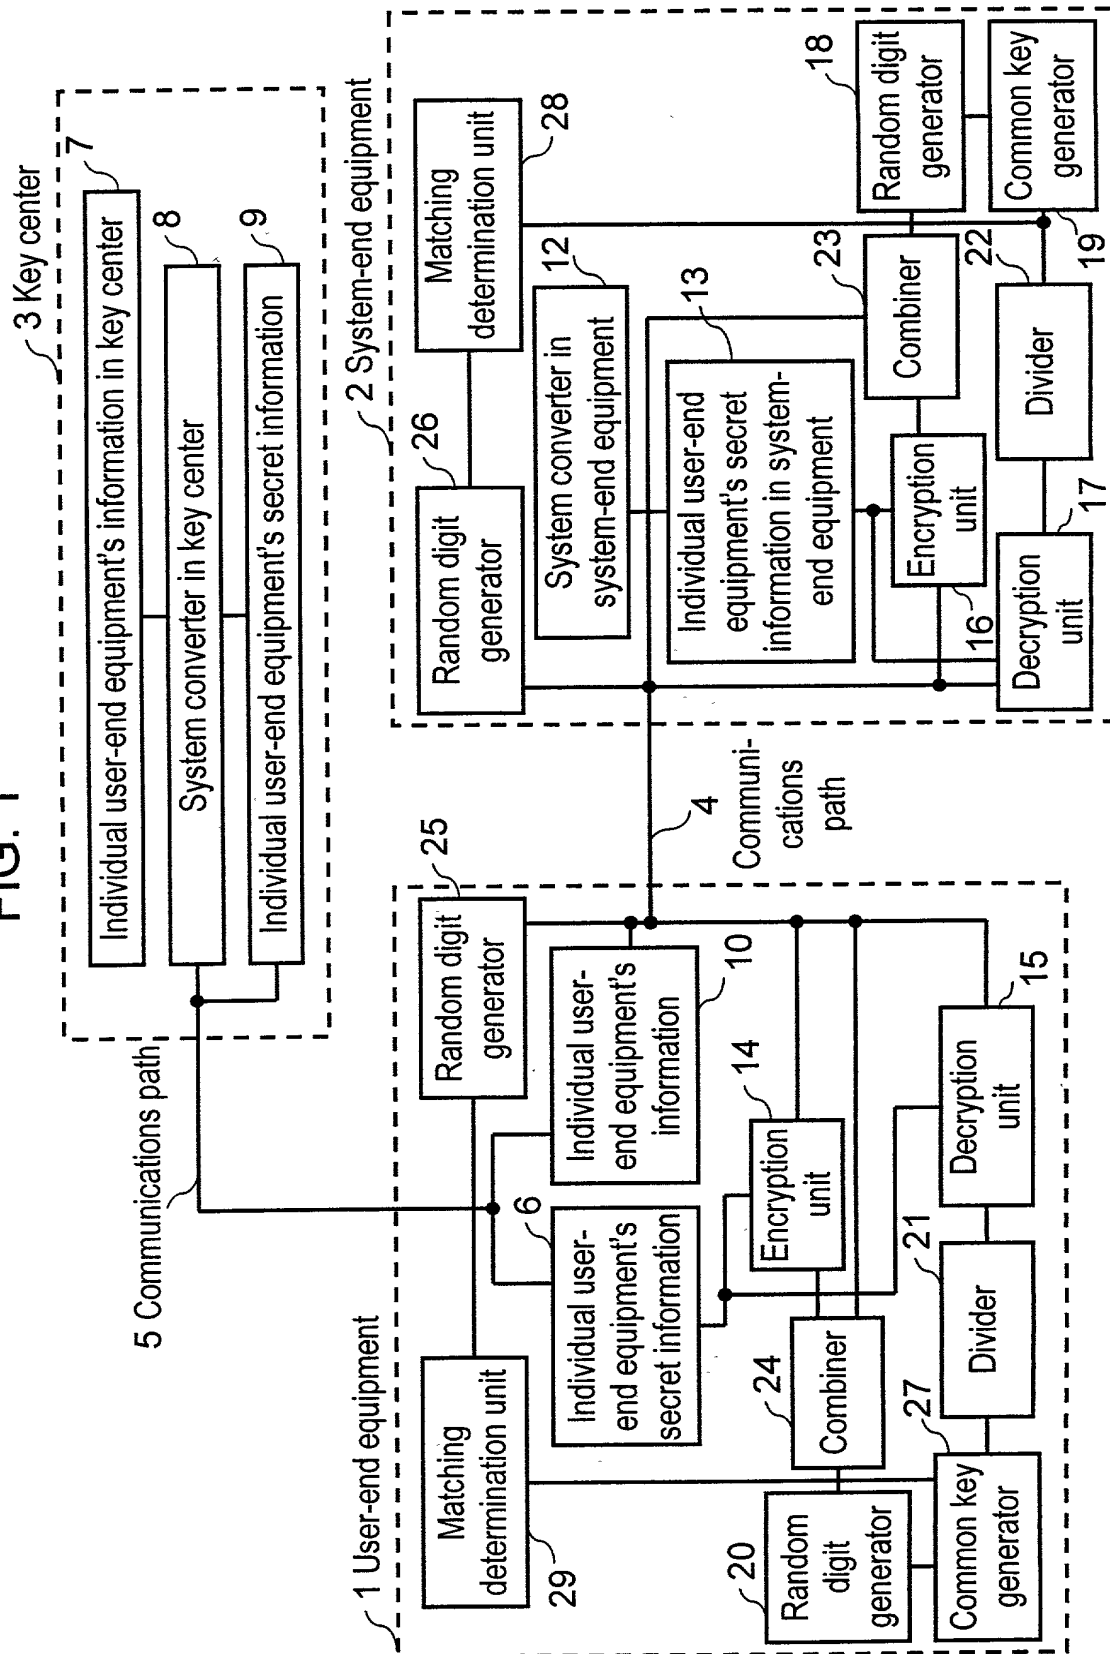 FIG. 1
3 Key center
7
Individual user-end equipment's information in key center
8
System converter in key center
9
Individual user-end equipment's secret information
5 Communications path
1 User-end equipment
25
Random digit
generator
Matching
determination unit
29
6
Individual user-
end equipment's
secret information
Individual user-
end equipment's
information
10
14
Encryption
unit
24
Combiner
20
Random
digit
generator
27
Common key
generator
21
Divider
15
Decryption
unit
4
Communi-
cations
path
2 System-end equipment
26
Random digit
generator
Matching
determination unit
28
12
System converter in
system-end equipment
13
Individual user-end
equipment's secret
information in system-
end equipment
23
Combiner
18
Random digit
generator
16
Encryption
unit
17
Decryption
unit
22
Divider
19
Common key
generator